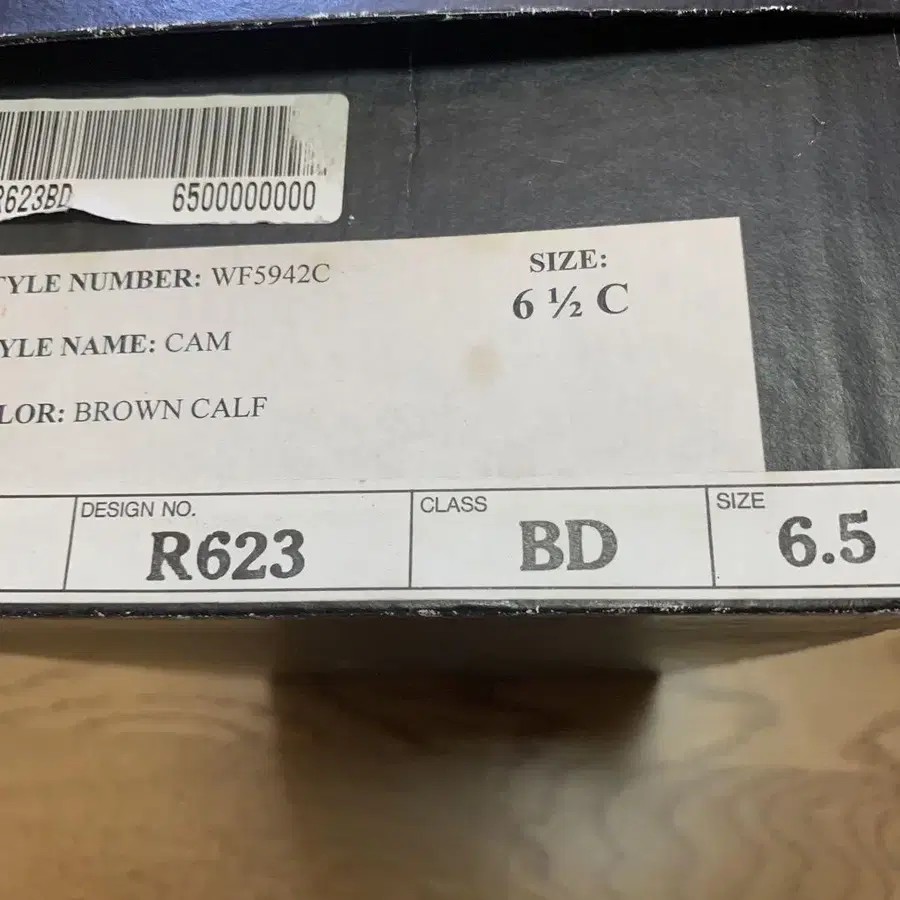 R623BD 6500000000
TYLE NUMBER: WF5942C
SIZE:
6 ½ C
YLE NAME: CAM
LOR: BROWN CALF
DESIGN NO.
R623
CLASS
BD
SIZE
6.5